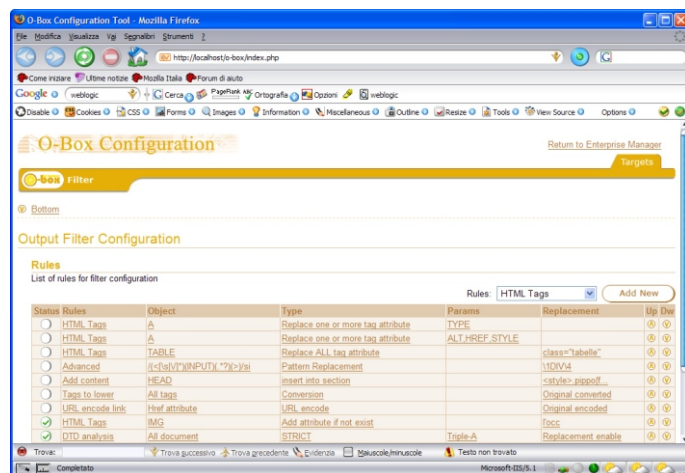 O-Box Configuration Tool - Mozilla Firefox
File Modifica Visualizza Vai Segnalibri Strumenti ?
http://localhost/o-box/index.php
Come iniziare Ultime notizie Mozilla Italia Forum di aiuto
Google weblogic Cerca PageRank ABC Ortografia Opzioni weblogic
Disable Cookies CSS Forms Images Information Miscellaneous Outline Resize Tools View Source Options
O-Box Configuration
Return to Enterprise Manager
Targets
O-box Filter
Bottom
Output Filter Configuration
Rules
List of rules for filter configuration
Rules: HTML Tags Add New
Status Rules Object Type Params Replacement Up Dw
HTML Tags A Replace one or more tag attribute TYPE
HTML Tags A Replace one or more tag attribute ALT,HREF,STYLE
HTML Tags TABLE Replace ALL tag attribute class="tabelle"
Advanced Pattern Replacement \1DIV\4
Add content HEAD insert into section <style> pippo{f...
Tags to lower All tags Conversion Original converted
URL encode link Href attribute URL encode Original encoded
HTML Tags IMG Add attribute if not exist l'occ
DTD analysis All document STRICT Triple-A Replacement enable
Trova: Trova successivo Trova precedente Evidenzia Maiuscole/minuscole Testo non trovato
Completato Microsoft-IIS/5.1